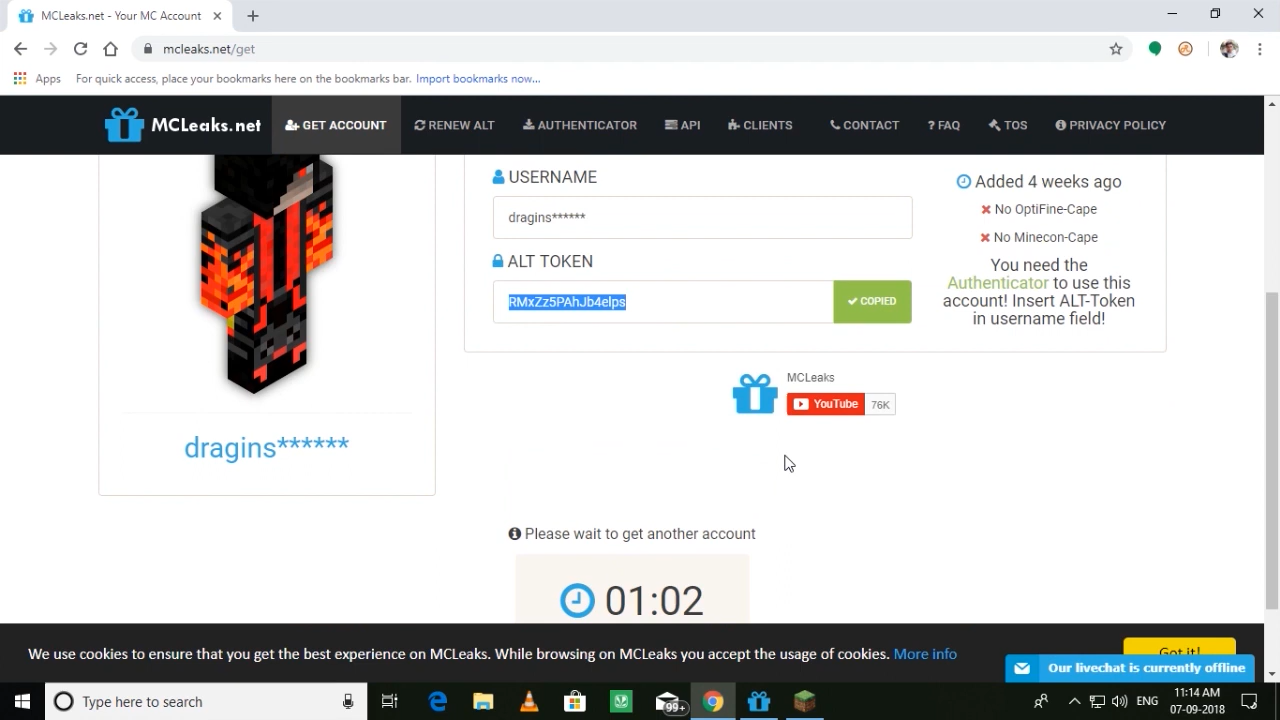 MCLeaks.net - Your MC Account
mcleaks.net/get
Apps
For quick access, place your bookmarks here on the bookmarks bar. Import bookmarks now...
MCLeaks.net
GET ACCOUNT
RENEW ALT
AUTHENTICATOR
API
CLIENTS
CONTACT
? FAQ
TOS
PRIVACY POLICY
USERNAME
dragins******
ALT TOKEN
RMxZz5PAhJb4elps
COPIED
Added 4 weeks ago
No OptiFine-Cape
No Minecon-Cape
You need the
Authenticator to use this
account! Insert ALT-Token
in username field!
MCLeaks
YouTube 76K
dragins******
Please wait to get another account
01:02
We use cookies to ensure that you get the best experience on MCLeaks. While browsing on MCLeaks you accept the usage of cookies. More info
Got it!
Our livechat is currently offline
Type here to search
99+
ENG
11:14 AM
07-09-2018